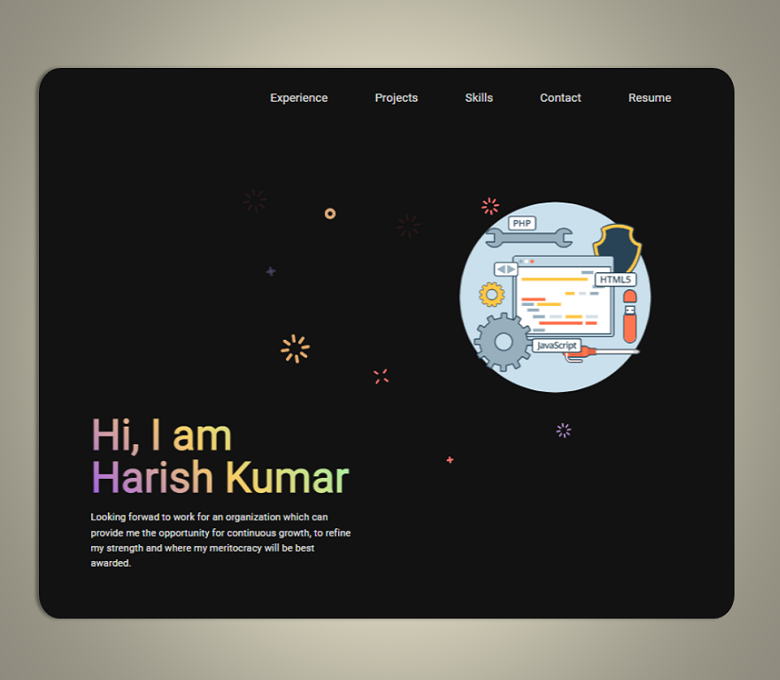 Experience Projects Skills Contact Resume
PHP
HTML5
JavaScript
Hi, I am
Harish Kumar
Looking forwad to work for an organization which can
provide me the opportunity for continuous growth, to refine
my strength and where my meritocracy will be best
awarded.